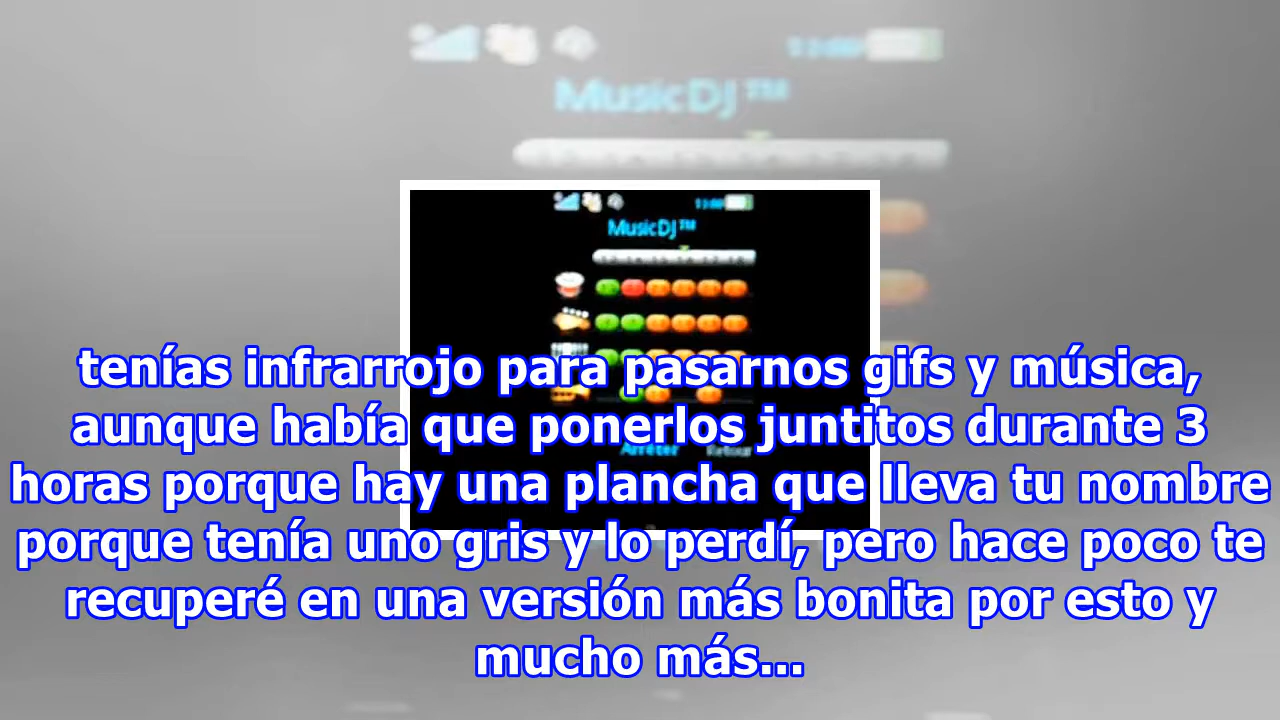 MusicDJ™
MusicDJ™
tenías infrarrojo para pasarnos gifs y música,
aunque había que ponerlos juntitos durante 3
horas porque hay una plancha que lleva tu nombre
porque tenía uno gris y lo perdí, pero hace poco te
recuperé en una versión más bonita por esto y
mucho más...
Arrêter Retour